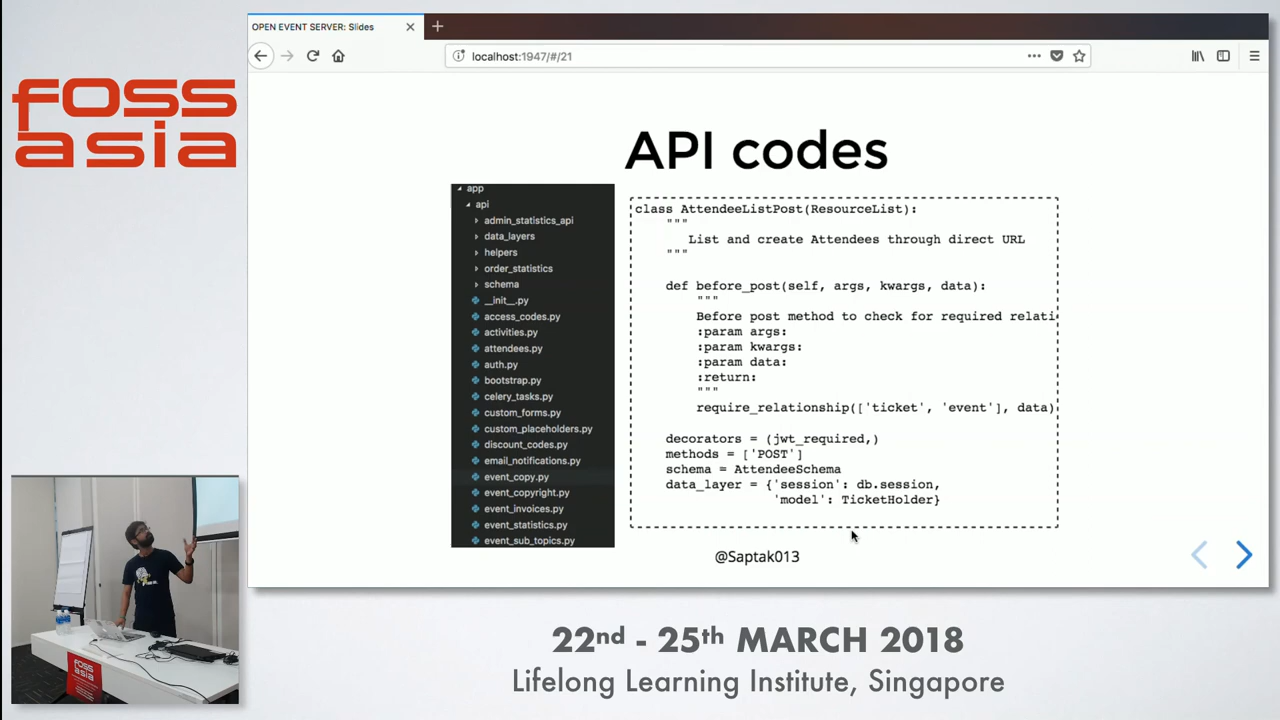 foss
asia
OPEN EVENT SERVER: Slides
localhost:1947/#/21
API codes
app
api
admin_statistics_api
data_layers
helpers
order_statistics
schema
__init__.py
access_codes.py
activities.py
attendees.py
auth.py
bootstrap.py
celery_tasks.py
custom_forms.py
custom_placeholders.py
discount_codes.py
email_notifications.py
event_copy.py
event_copyright.py
event_invoices.py
event_statistics.py
event_sub_topics.py
class AttendeeListPost(ResourceList):
"""
List and create Attendees through direct URL
"""
def before_post(self, args, kwargs, data):
"""
Before post method to check for required relati
:param args:
:param kwargs:
:param data:
:return:
"""
require_relationship(['ticket', 'event'], data)
decorators = (jwt_required,)
methods = ['POST']
schema = AttendeeSchema
data_layer = {'session': db.session,
'model': TicketHolder}
@Saptak013
foss
asia
22nd - 25th MARCH 2018
Lifelong Learning Institute, Singapore